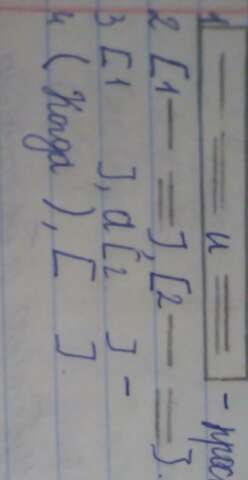 1 — = и = - прос
2 [1 — =], [2 — =].
3 [1 ], а [2 ] -
4 (Когда ), [ ].